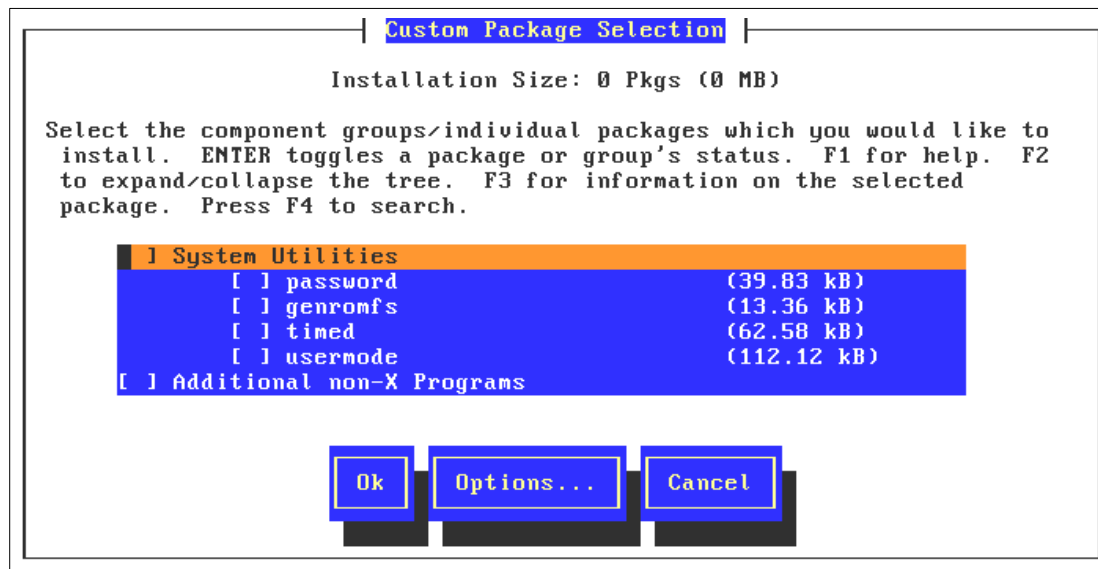 Custom Package Selection
Installation Size: 0 Pkgs (0 MB)
Select the component groups/individual packages which you would like to
install.  ENTER toggles a package or group's status.  F1 for help.  F2
to expand/collapse the tree.  F3 for information on the selected
package.  Press F4 to search.
] System Utilities
[ ] password (39.83 kB)
[ ] genromfs (13.36 kB)
[ ] timed (62.58 kB)
[ ] usermode (112.12 kB)
[ ] Additional non-X Programs
Ok Options... Cancel